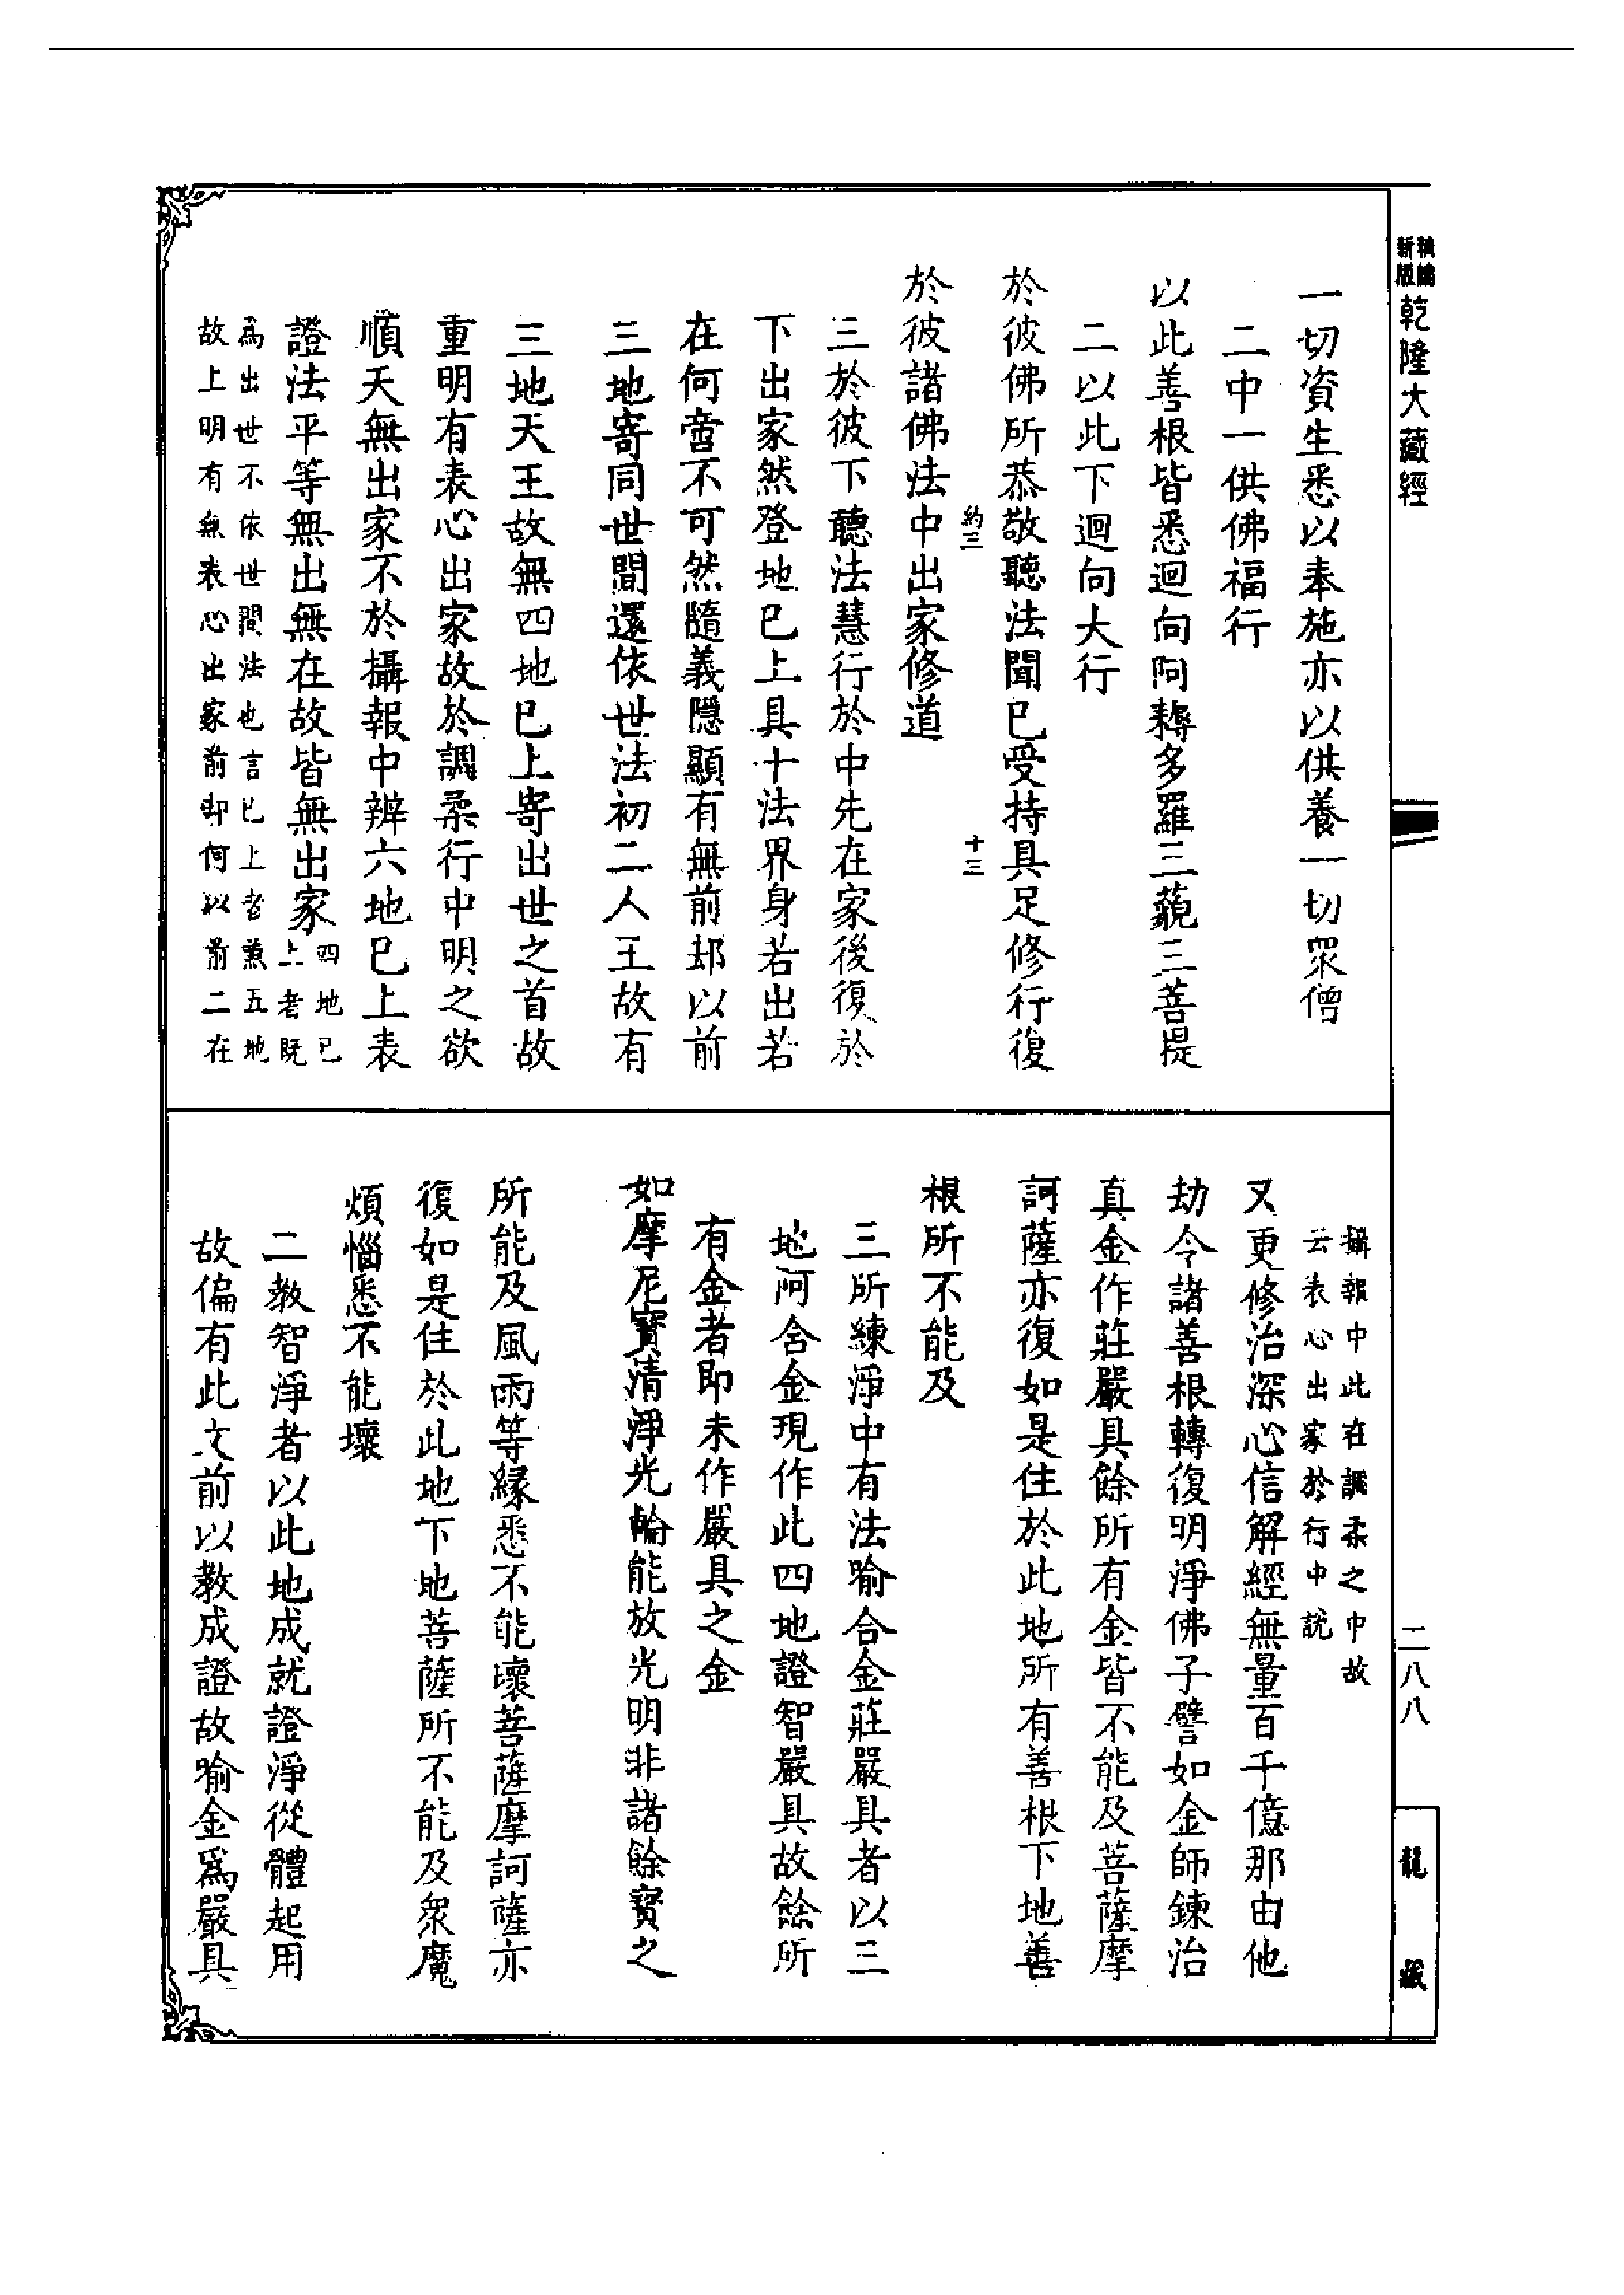 新版
精編
乾隆大藏經
一切資生悉以奉施亦以供養一切眾僧
二中一供佛福行
以此善根皆悉迴向阿耨多羅三藐三菩提
二以此下迴向大行
於彼佛所恭敬聽法聞已受持具足修行復
約三
十三
於彼諸佛法中出家修道
三於彼下聽法慧行於中先在家後復於
下出家然登地已上具十法界身若出若
在何啻不可然隨義隱顯有無前却以前
三地寄同世間還依世法初二人王故有
三地天王故無四地已上寄出世之首故
重明有表心出家故於調柔行中明之欲
順天無出家不於攝報中辨六地已上表
證法平等無出無在故皆無出家四地已上者既
為出世不依世間法也言已上者兼五地
故上明有無表心出家前却何以前二在
攝報中此在調柔之中故
云表心出家於行中說
又更修治深心信解經無量百千億那由他
劫令諸善根轉復明淨佛子譬如金師鍊治
真金作莊嚴具餘所有金皆不能及菩薩摩
訶薩亦復如是住於此地所有善根下地善
根所不能及
三所練淨中有法喻合金莊嚴具者以三
地阿含金現作此四地證智嚴具故餘所
有金者即未作嚴具之金
如摩尼寶清淨光輪能放光明非諸餘寶之
所能及風雨等緣悉不能壞菩薩摩訶薩亦
復如是住於此地下地菩薩所不能及眾魔
煩惱悉不能壞
二教智淨者以此地成就證淨從體起用
故偏有此文前以教成證故喻金為嚴具
二八八
龍藏